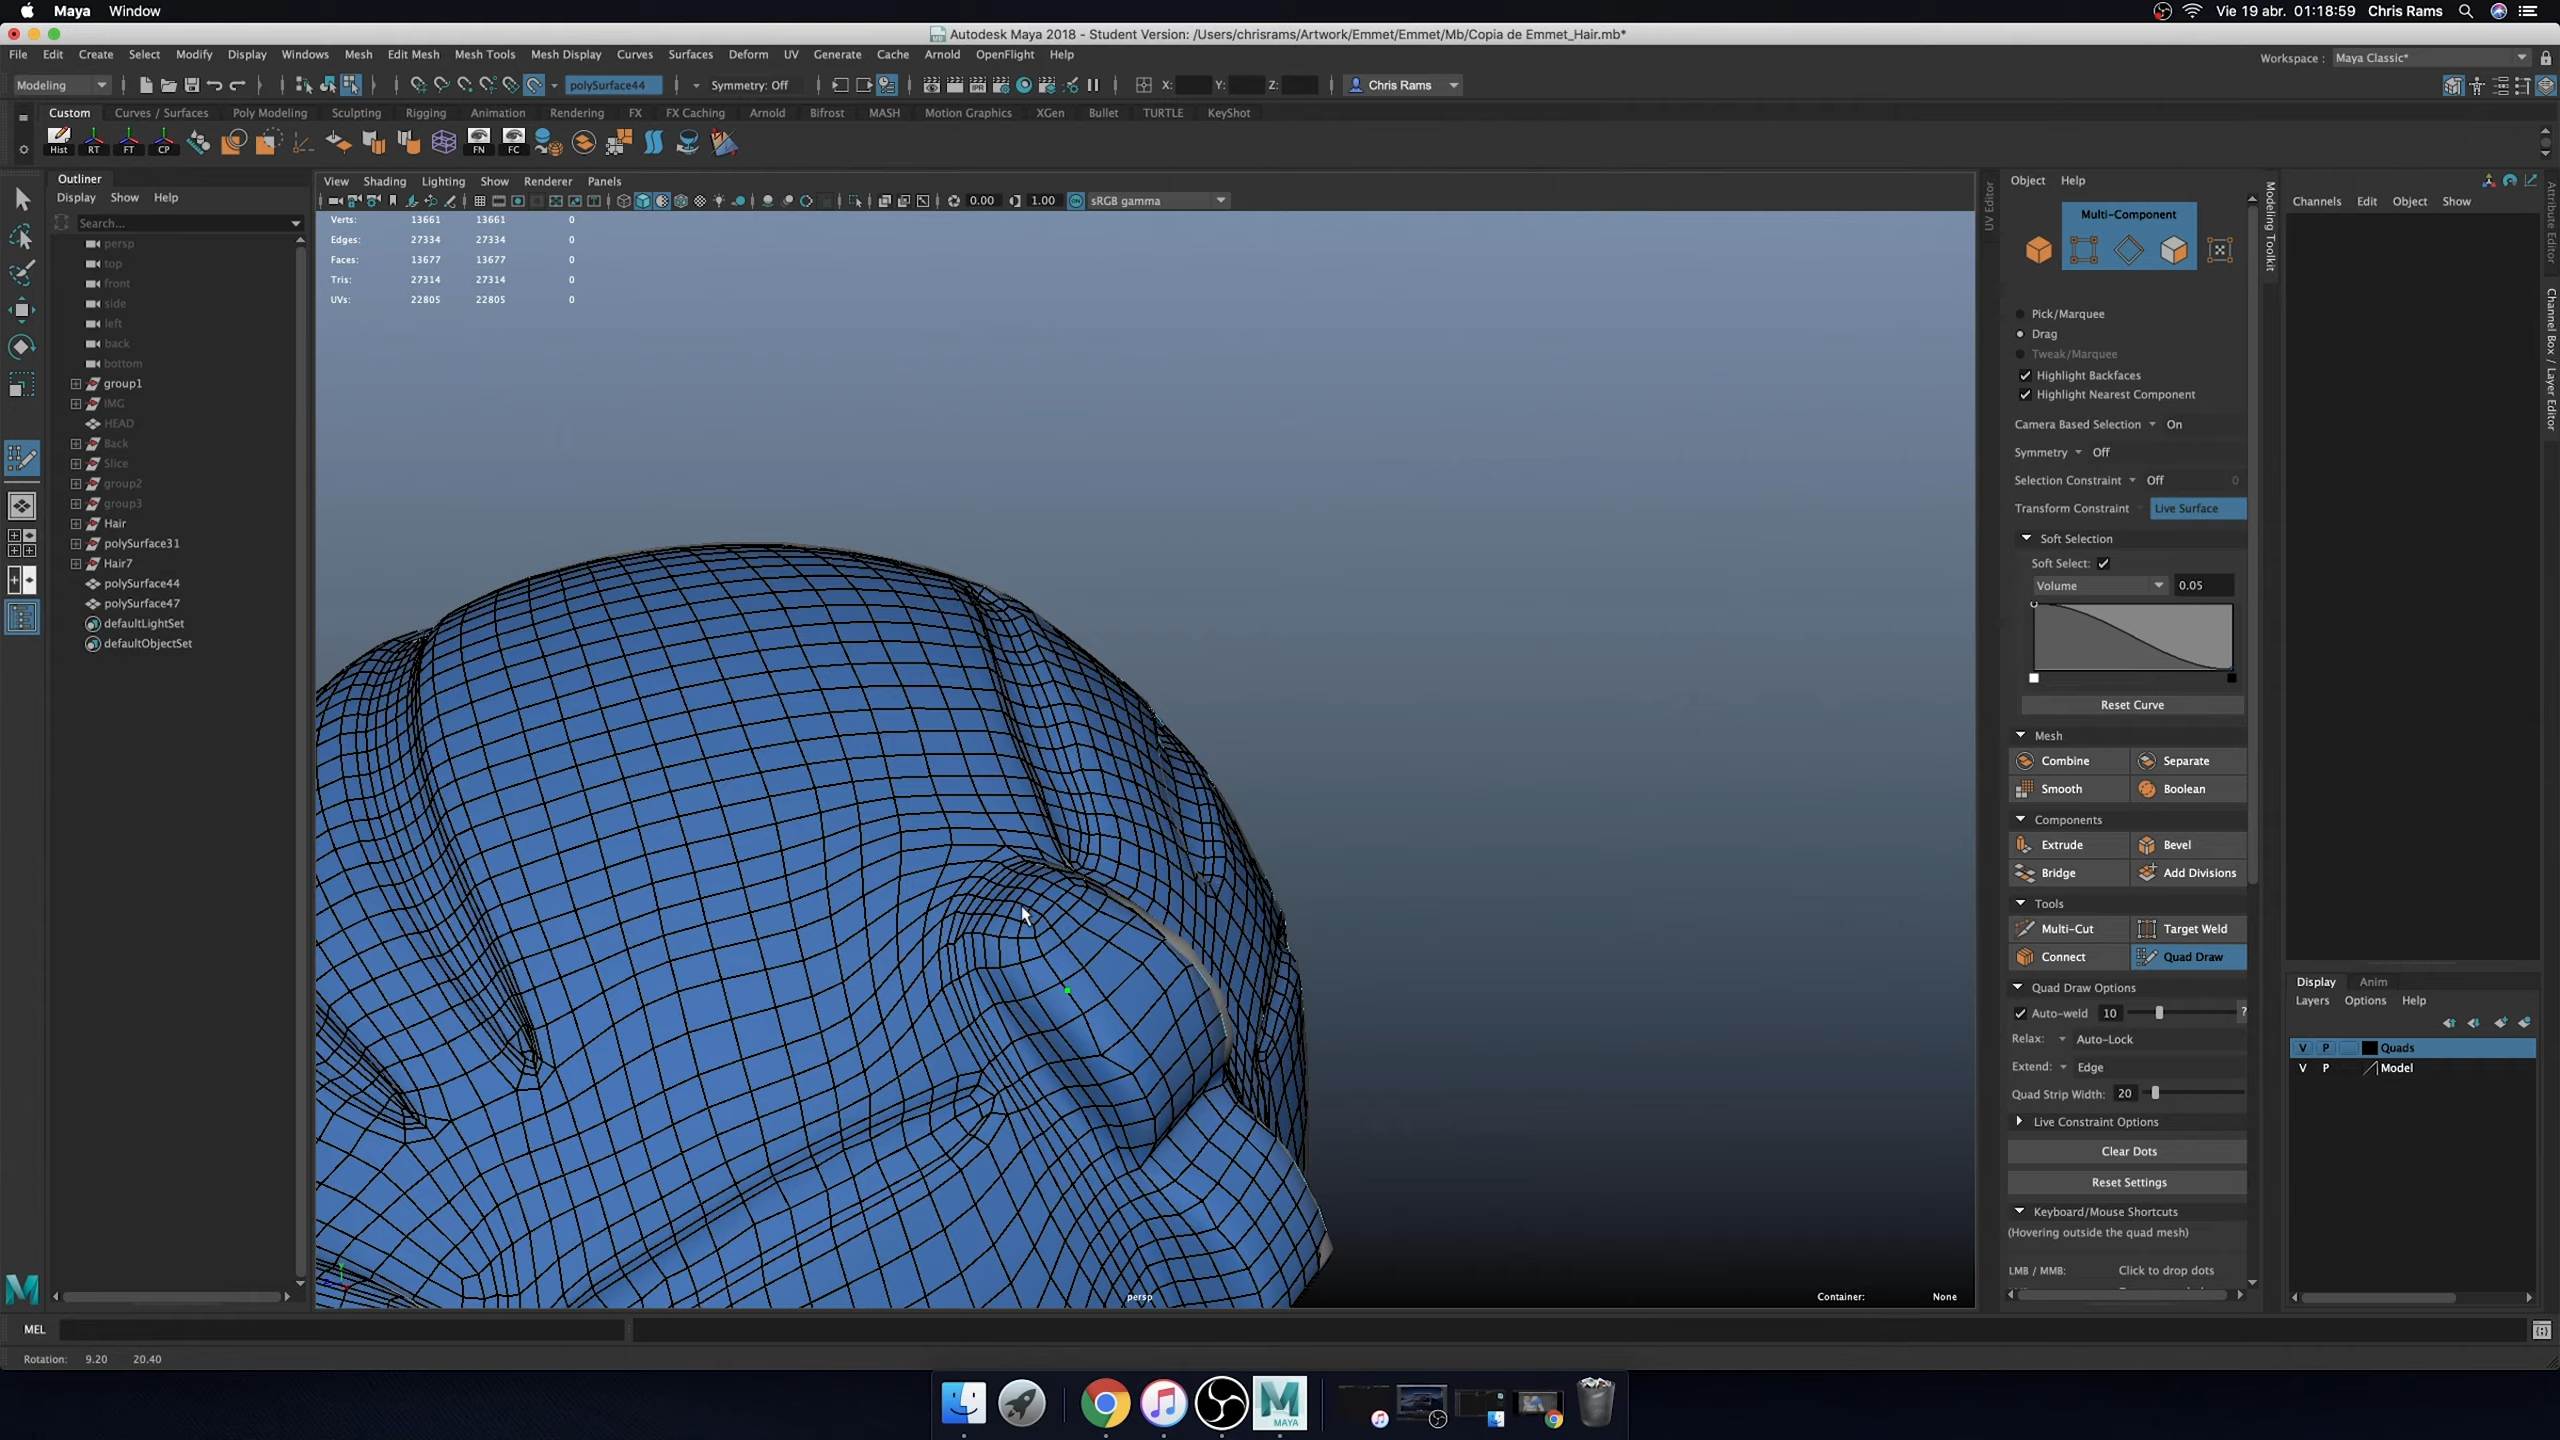 Maya Window
Vie 19 abr. 01:18:59 Chris Rams
Autodesk Maya 2018 - Student Version: /Users/chrisrams/Artwork/Emmet/Emmet/Mb/Copia de Emmet_Hair.mb*
File Edit Create Select Modify Display Windows Mesh Edit Mesh Mesh Tools Mesh Display Curves Surfaces Deform UV Generate Cache Arnold OpenFlight Help
Workspace : Maya Classic*
Modeling polySurface44 Symmetry: Off X: Y: Z: Chris Rams
Custom Curves / Surfaces Poly Modeling Sculpting Rigging Animation Rendering FX FX Caching Arnold Bifrost MASH Motion Graphics XGen Bullet TURTLE KeyShot
Hist RT FT CP FN FC
Outliner
Display Show Help
Search...
persp
top
front
side
left
back
bottom
group1
IMG
HEAD
Back
Slice
group2
group3
Hair
polySurface31
Hair7
polySurface44
polySurface47
defaultLightSet
defaultObjectSet
View Shading Lighting Show Renderer Panels
0.00 1.00 sRGB gamma
Verts: 13661 13661 0
Edges: 27334 27334 0
Faces: 13677 13677 0
Tris: 27314 27314 0
UVs: 22805 22805 0
persp
Container: None
UV Editor
Object Help
Multi-Component
Pick/Marquee
Drag
Tweak/Marquee
Highlight Backfaces
Highlight Nearest Component
Camera Based Selection On
Symmetry Off
Selection Constraint Off 0
Transform Constraint Live Surface
Soft Selection
Soft Select:
Volume 0.05
Reset Curve
Mesh
Combine Separate
Smooth Boolean
Components
Extrude Bevel
Bridge Add Divisions
Tools
Multi-Cut Target Weld
Connect Quad Draw
Quad Draw Options
Auto-weld 10 ?
Relax: Auto-Lock
Extend: Edge
Quad Strip Width: 20
Live Constraint Options
Clear Dots
Reset Settings
Keyboard/Mouse Shortcuts
(Hovering outside the quad mesh)
LMB / MMB: Click to drop dots
Modeling Toolkit
Channels Edit Object Show
Attribute Editor
Channel Box / Layer Editor
Display Anim
Layers Options Help
V P Quads
V P Model
MEL
Rotation: 9.20 20.40
MAYA